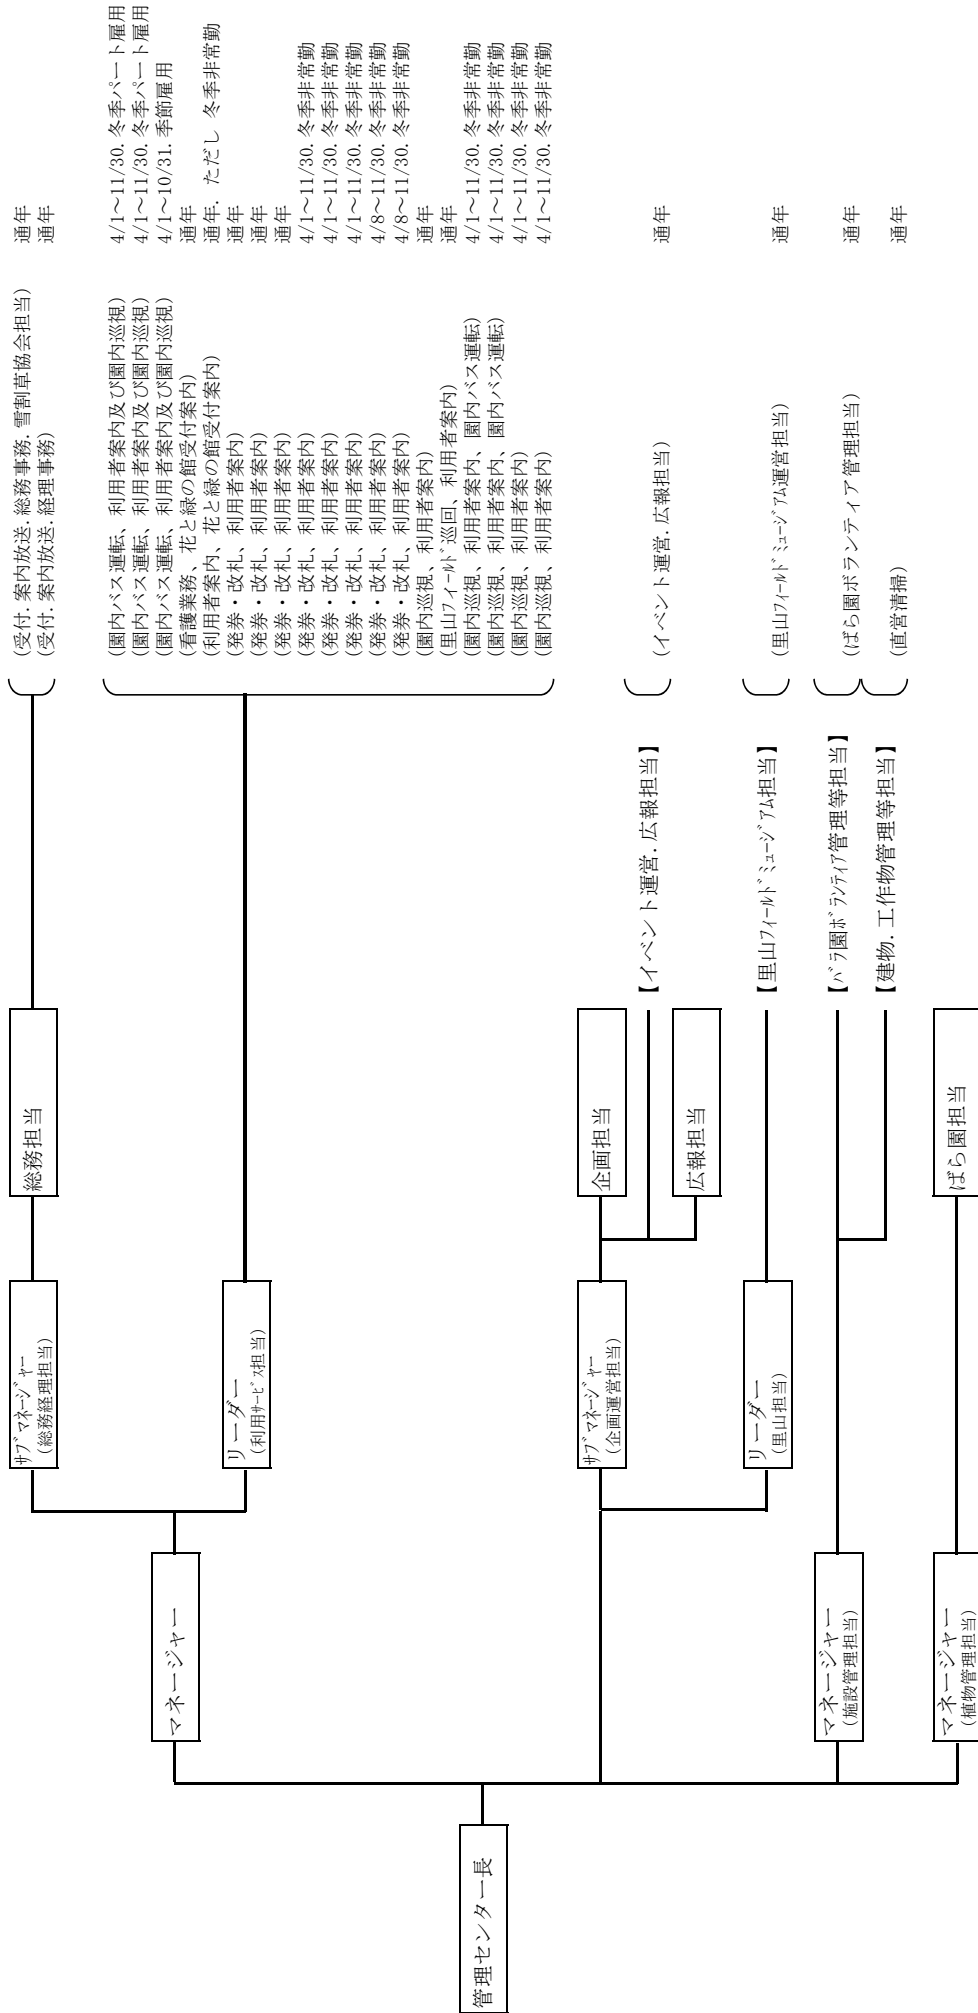 管理センター長
マネージャー
サブマネージャー
(総務経理担当)
総務担当
(受付.案内放送.総務事務.雪割草協会担当) 通年
(受付.案内放送.経理事務) 通年
リーダー
(利用サービス担当)
(園内バス運転、利用者案内及び園内巡視) 4/1~11/30.冬季パート雇用
(園内バス運転、利用者案内及び園内巡視) 4/1~11/30.冬季パート雇用
(園内バス運転、利用者案内及び園内巡視) 4/1~10/31.季節雇用
(看護業務、花と緑の館受付案内) 通年
(利用者案内、花と緑の館受付案内) 通年.ただし 冬季非常勤
(発券・改札、利用者案内) 通年
(発券・改札、利用者案内) 通年
(発券・改札、利用者案内) 通年
(発券・改札、利用者案内) 4/1~11/30.冬季非常勤
(発券・改札、利用者案内) 4/1~11/30.冬季非常勤
(発券・改札、利用者案内) 4/1~11/30.冬季非常勤
(発券・改札、利用者案内) 4/8~11/30.冬季非常勤
(発券・改札、利用者案内) 4/8~11/30.冬季非常勤
(園内巡視、利用者案内) 通年
(里山フィールド巡回、利用者案内) 通年
(園内巡視、利用者案内、園内バス運転) 4/1~11/30.冬季非常勤
(園内巡視、利用者案内、園内バス運転) 4/1~11/30.冬季非常勤
(園内巡視、利用者案内) 4/1~11/30.冬季非常勤
(園内巡視、利用者案内) 4/1~11/30.冬季非常勤
サブマネージャー
(企画運営担当)
企画担当
【イベント運営.広報担当】
(イベント運営.広報担当) 通年
広報担当
リーダー
(里山担当)
【里山フィールドミュージアム担当】
(里山フィールドミュージアム運営担当) 通年
マネージャー
(施設管理担当)
【バラ園ボランティア管理等担当】
(ばら園ボランティア管理担当) 通年
【建物.工作物管理等担当】
(直営清掃) 通年
マネージャー
(植物管理担当)
ばら園担当